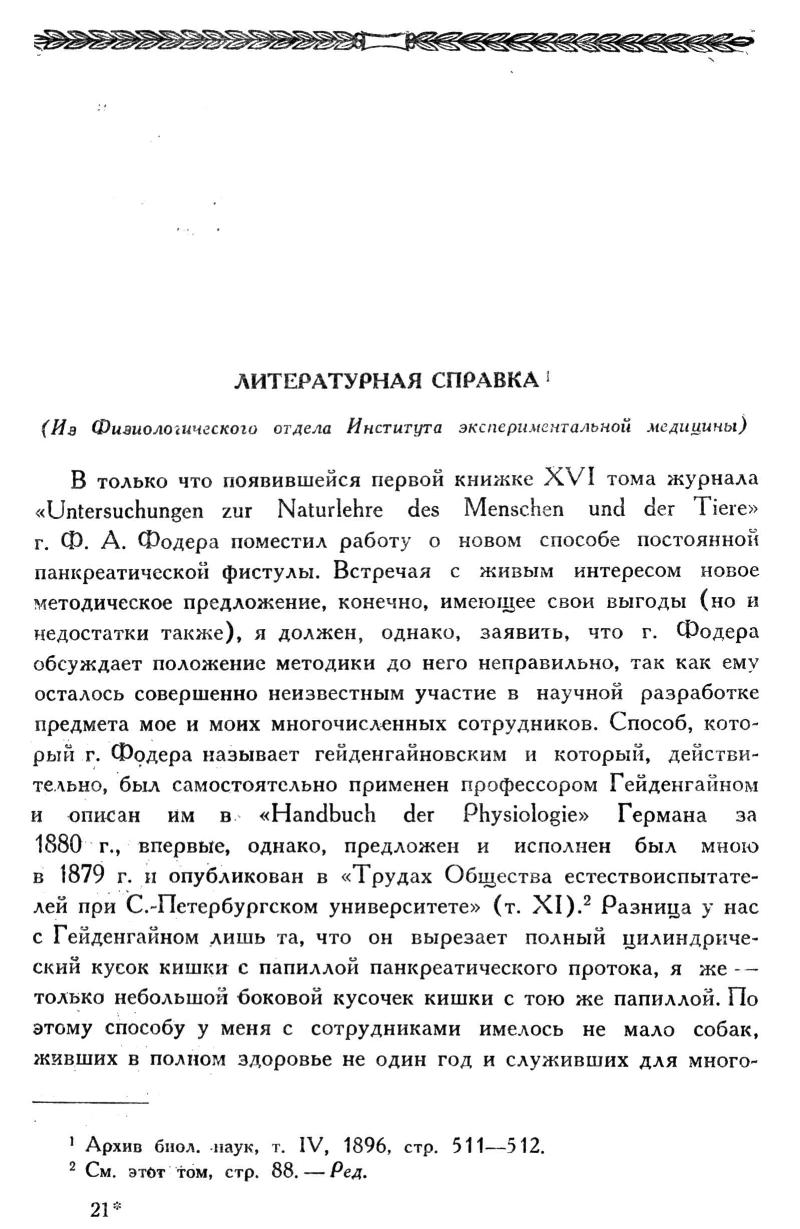 ЛИТЕРАТУРНАЯ СПРАВКА ¹
(Из Физиологического отдела Института экспериментальной медицины)
В только что появившейся первой книжке XVI тома журнала
«Untersuchungen zur Naturlehre des Menschen und der Tiere»
г. Ф. А. Фодера поместил работу о новом способе постоянной
панкреатической фистулы. Встречая с живым интересом новое
методическое предложение, конечно, имеющее свои выгоды (но и
недостатки также), я должен, однако, заявить, что г. Фодера
обсуждает положение методики до него неправильно, так как ему
осталось совершенно неизвестным участие в научной разработке
предмета мое и моих многочисленных сотрудников. Способ, кото-
рый г. Фодера называет гейденгайновским и который, действи-
тельно, был самостоятельно применен профессором Гейденгайном
и описан им в «Handbuch der Physiologie» Германа за
1880 г., впервые, однако, предложен и исполнен был мною
в 1879 г. и опубликован в «Трудах Общества естествоиспытате-
лей при С.-Петербургском университете» (т. XI).² Разница у нас
с Гейденгайном лишь та, что он вырезает полный цилиндриче-
ский кусок кишки с папиллой панкреатического протока, я же —
только небольшой боковой кусочек кишки с тою же папиллой. По
этому способу у меня с сотрудниками имелось не мало собак,
живших в полном здоровье не один год и служивших для много-
¹ Архив биол. наук, т. IV, 1896, стр. 511—512.
² См. этот том, стр. 88. — Ред.
21*